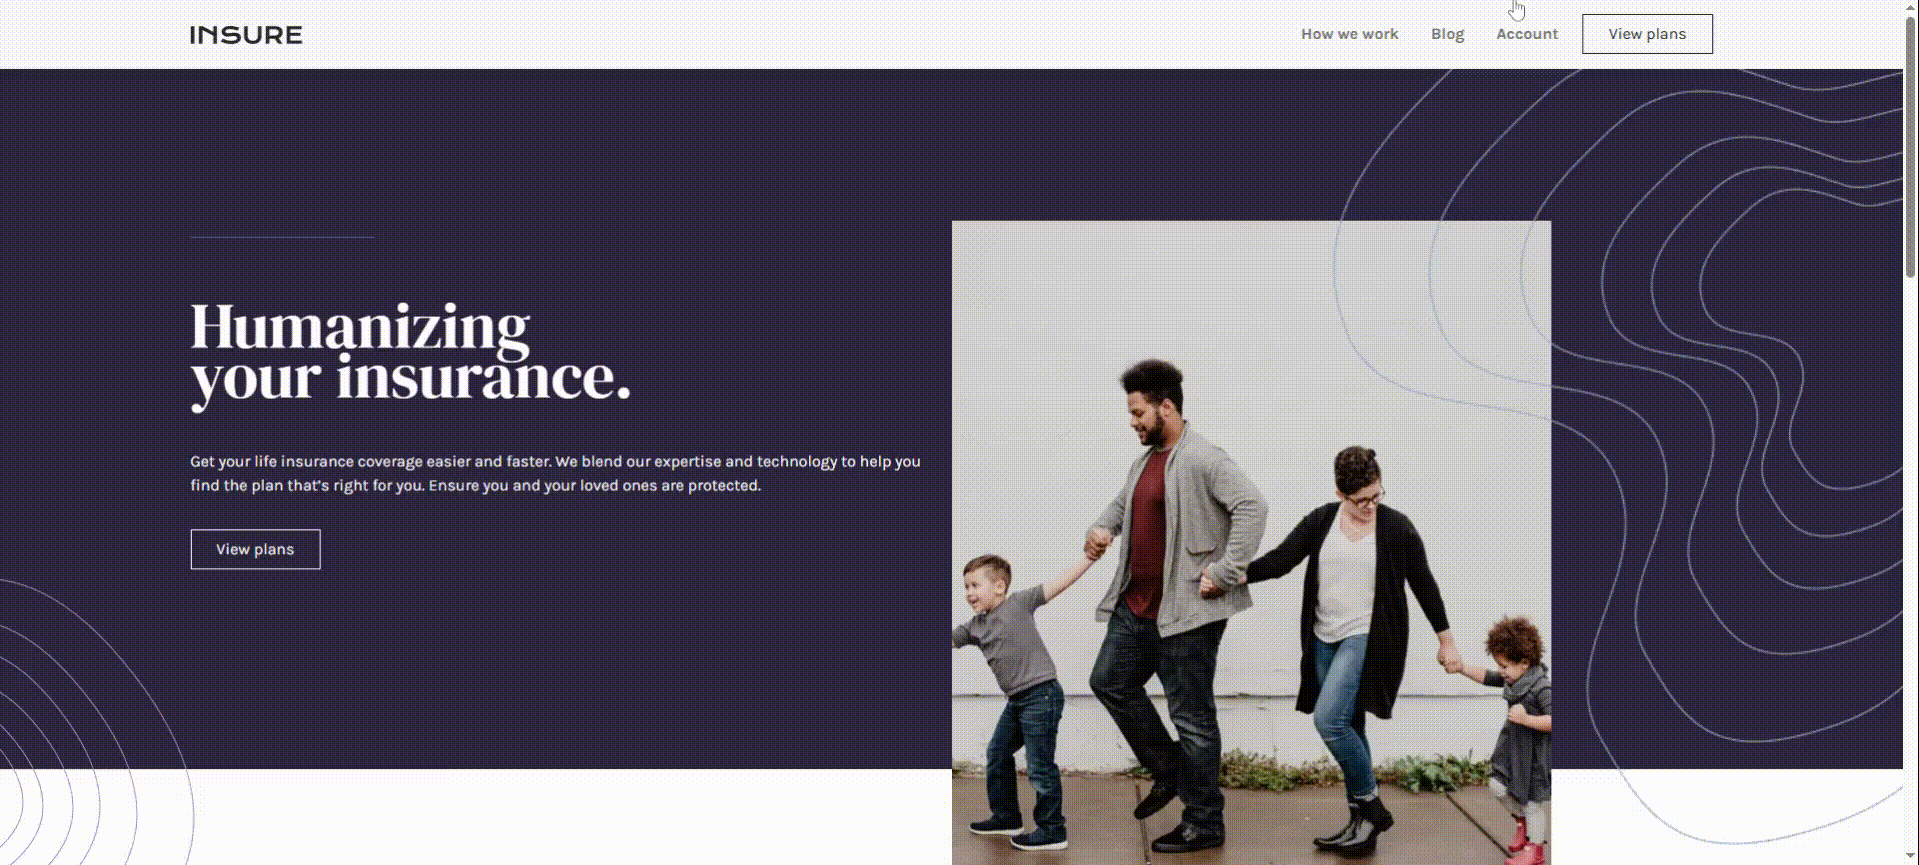 INSURE
How we work
Blog
Account
View plans
Humanizing
your insurance.
Get your life insurance coverage easier and faster. We blend our expertise and technology to help you
find the plan that's right for you. Ensure you and your loved ones are protected.
View plans